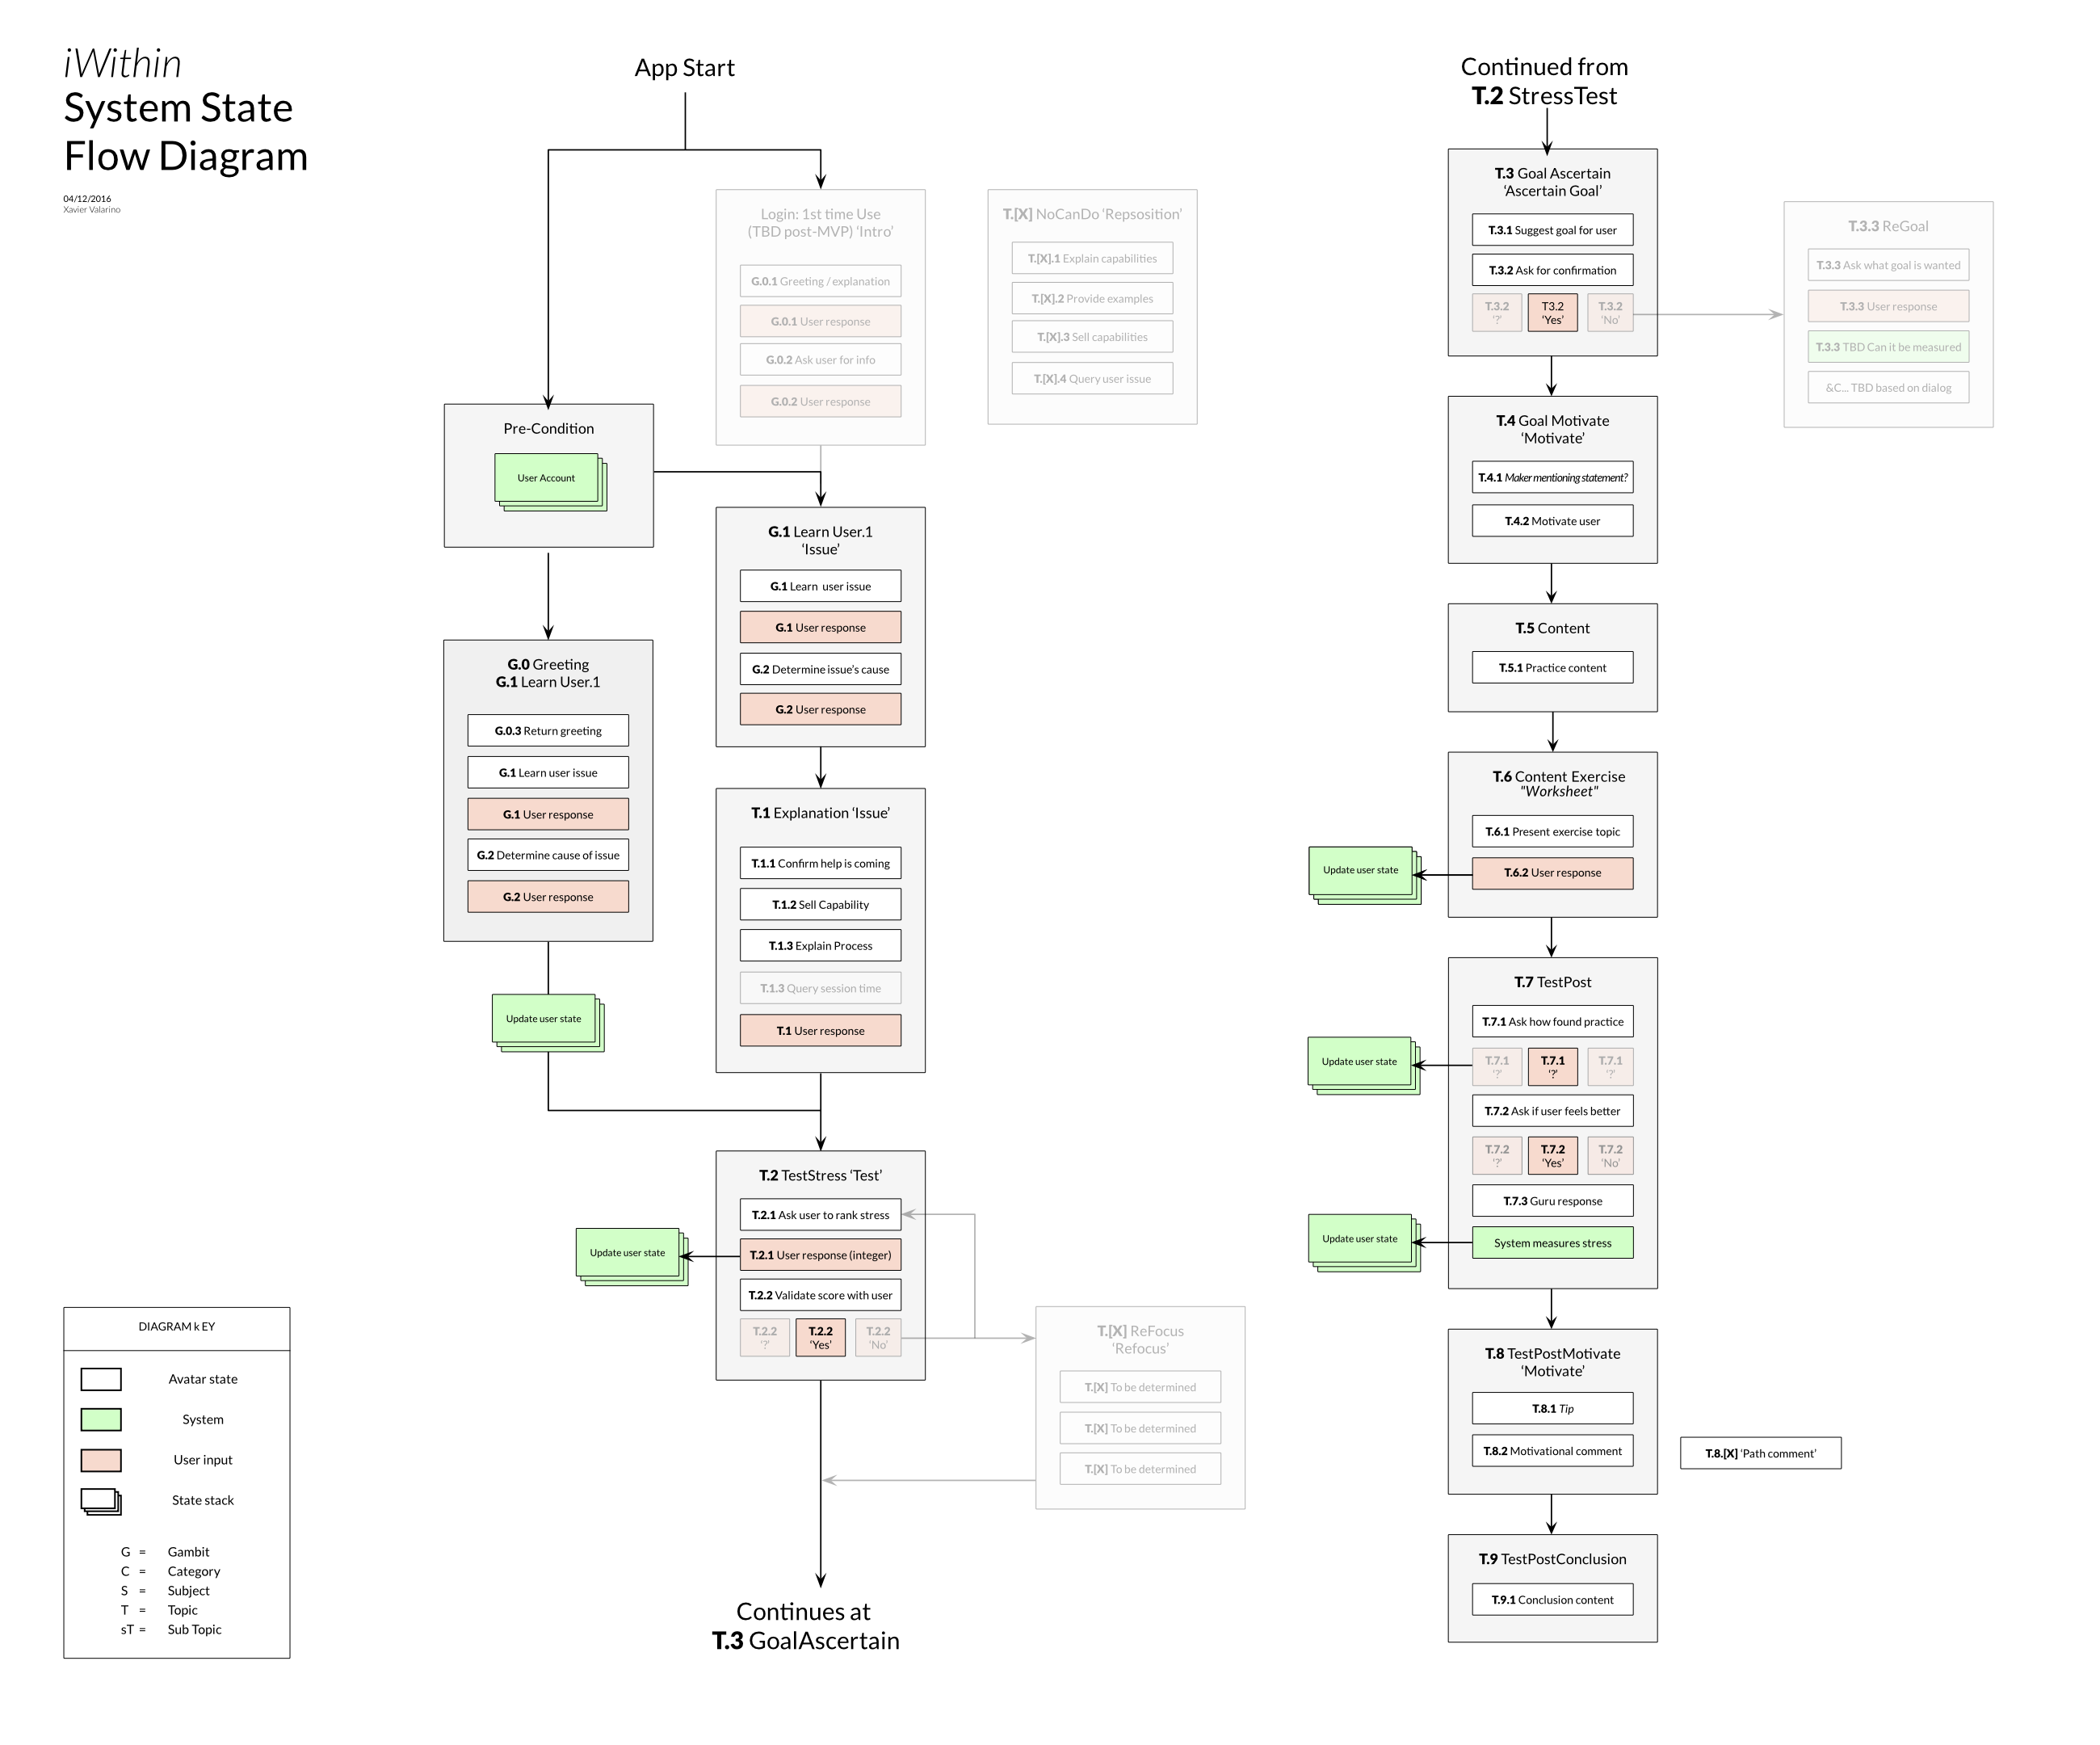 iWithin
System State
Flow Diagram
04/12/2016
Xavier Valarino
App Start
Login: 1st time Use
(TBD post-MVP) ‘Intro‘
G.0.1 Greeting / explanation
G.0.1 User response
G.0.2 Ask user for info
G.0.2 User response
T.[X] NoCanDo ‘Repsosition’
T.[X].1 Explain capabilities
T.[X].2 Provide examples
T.[X].3 Sell capabilities
T.[X].4 Query user issue
Pre-Condition
User Account
G.0 Greeting
G.1 Learn User.1
G.0.3 Return greeting
G.1 Learn user issue
G.1 User response
G.2 Determine cause of issue
G.2 User response
Update user state
G.1 Learn User.1
‘Issue’
G.1 Learn user issue
G.1 User response
G.2 Determine issue’s cause
G.2 User response
T.1 Explanation ‘Issue’
T.1.1 Confirm help is coming
T.1.2 Sell Capability
T.1.3 Explain Process
T.1.3 Query session time
T.1 User response
T.2 TestStress ‘Test’
T.2.1 Ask user to rank stress
T.2.1 User response (integer)
Update user state
T.2.2 Validate score with user
T.2.2
‘?’
T.2.2
‘Yes’
T.2.2
‘No’
T.[X] ReFocus
‘Refocus’
T.[X] To be determined
T.[X] To be determined
T.[X] To be determined
Continues at
T.3 GoalAscertain
Continued from
T.2 StressTest
T.3 Goal Ascertain
‘Ascertain Goal’
T.3.1 Suggest goal for user
T.3.2 Ask for confirmation
T.3.2
‘?’
T3.2
‘Yes’
T.3.2
‘No’
T.3.3 ReGoal
T.3.3 Ask what goal is wanted
T.3.3 User response
T.3.3 TBD Can it be measured
&C... TBD based on dialog
T.4 Goal Motivate
‘Motivate’
T.4.1 Maker mentioning statement?
T.4.2 Motivate user
T.5 Content
T.5.1 Practice content
T.6 Content Exercise
"Worksheet"
T.6.1 Present exercise topic
T.6.2 User response
Update user state
T.7 TestPost
T.7.1 Ask how found practice
T.7.1
‘?’
T.7.1
‘?’
T.7.1
‘?’
Update user state
T.7.2 Ask if user feels better
T.7.2
‘?’
T.7.2
‘Yes’
T.7.2
‘No’
T.7.3 Guru response
System measures stress
Update user state
T.8 TestPostMotivate
‘Motivate’
T.8.1 Tip
T.8.2 Motivational comment
T.8.[X] ‘Path comment’
T.9 TestPostConclusion
T.9.1 Conclusion content
DIAGRAM k EY
Avatar state
System
User input
State stack
G = Gambit
C = Category
S = Subject
T = Topic
sT = Sub Topic